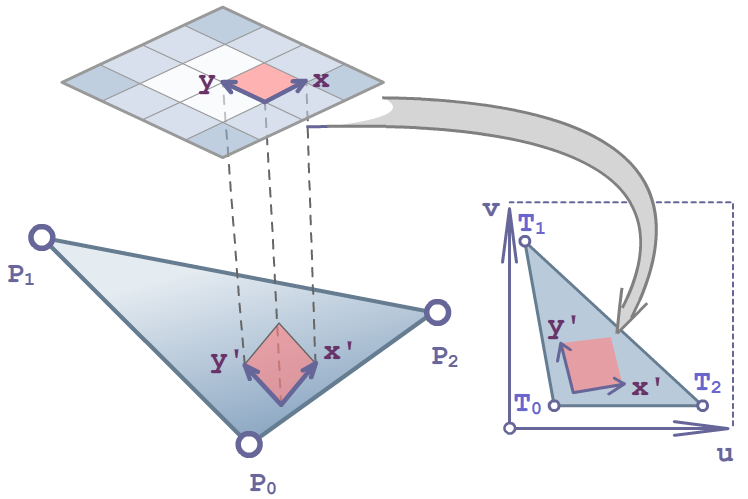 y x
v
T₁
P₁
y' x'
y'
P₂
x'
T₂
T₀
u
P₀